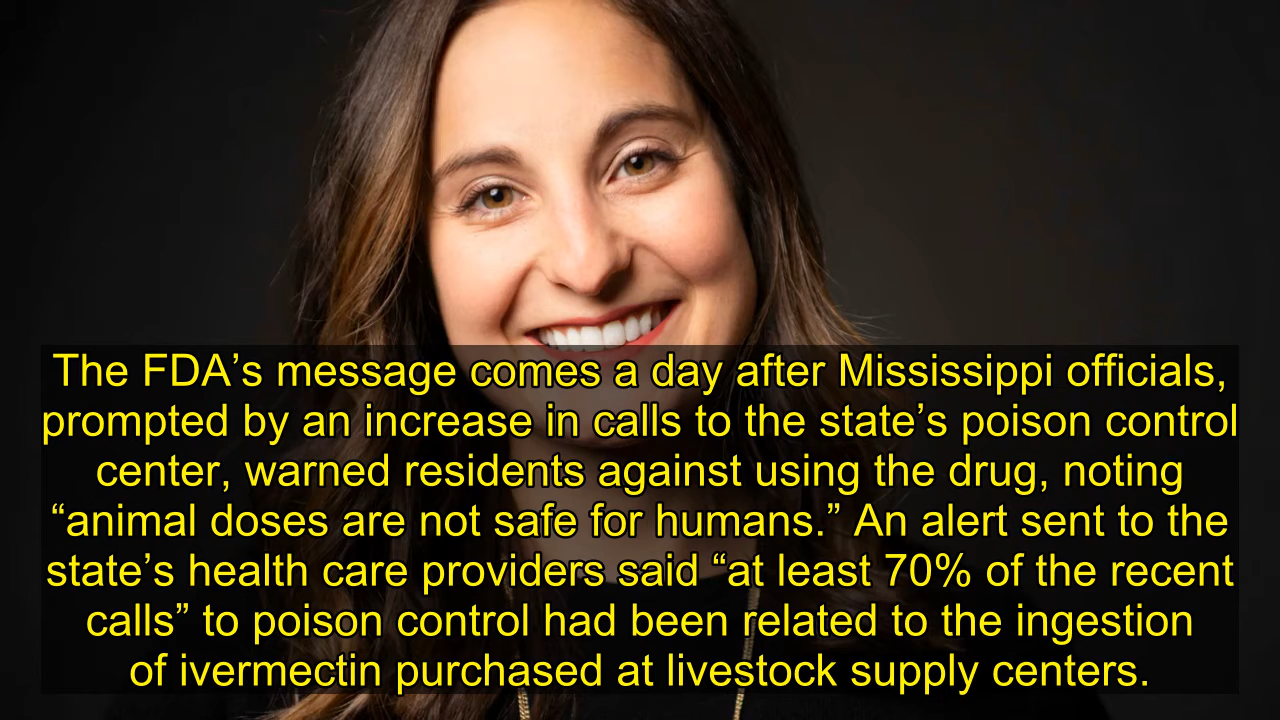 The FDA’s message comes a day after Mississippi officials,
prompted by an increase in calls to the state’s poison control
center, warned residents against using the drug, noting
“animal doses are not safe for humans.” An alert sent to the
state’s health care providers said “at least 70% of the recent
calls” to poison control had been related to the ingestion
of ivermectin purchased at livestock supply centers.